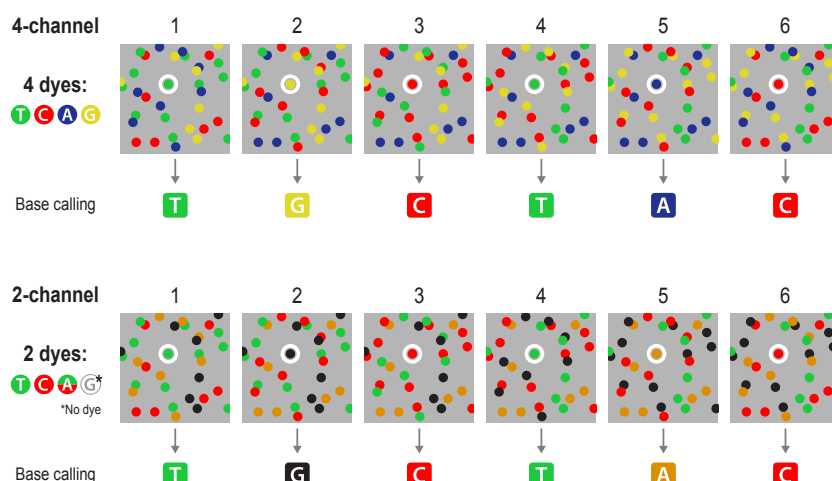 4-channel 1 2 3 4 5 6
4 dyes:
T C A G
Base calling T G C T A C
2-channel 1 2 3 4 5 6
2 dyes:
T C A G*
*No dye
Base calling T G C T A C